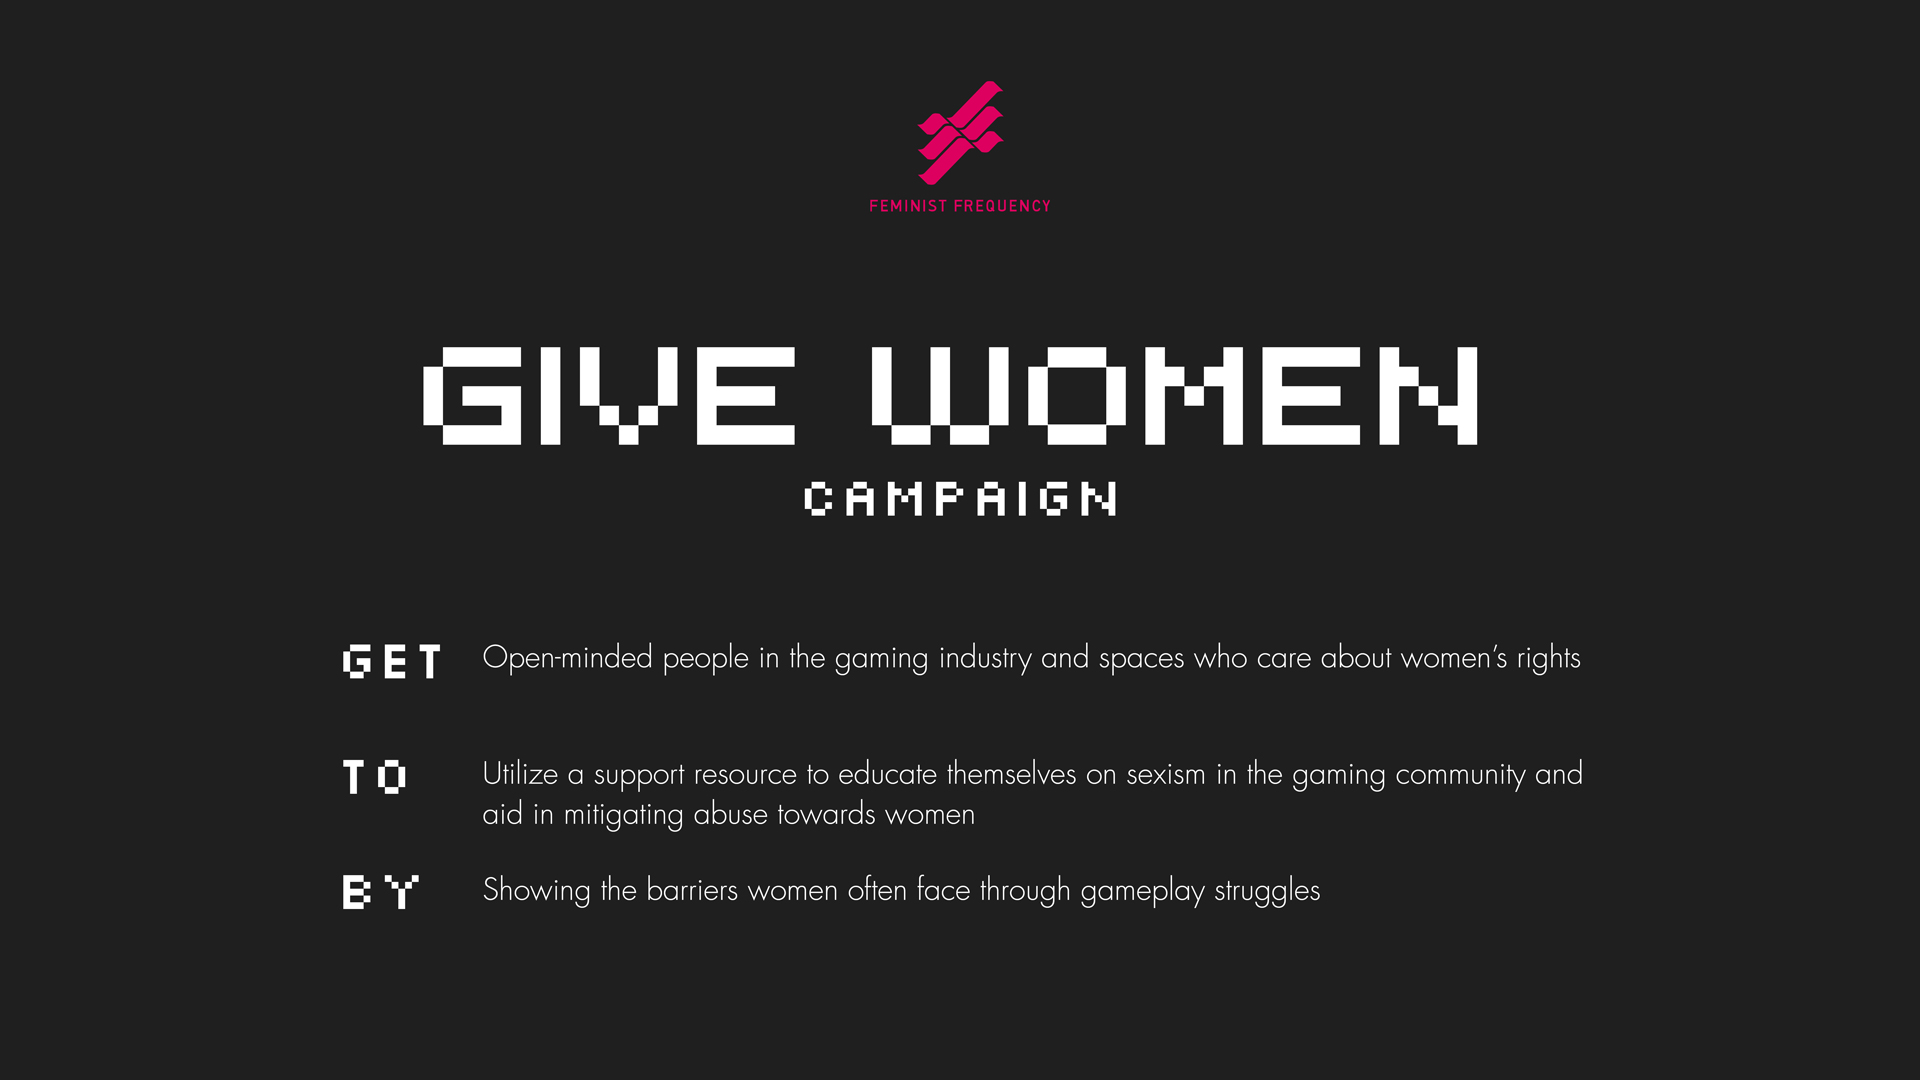 FEMINIST FREQUENCY
GIVE WOMEN
CAMPAIGN
GET Open-minded people in the gaming industry and spaces who care about women’s rights
TO Utilize a support resource to educate themselves on sexism in the gaming community and
aid in mitigating abuse towards women
BY Showing the barriers women often face through gameplay struggles